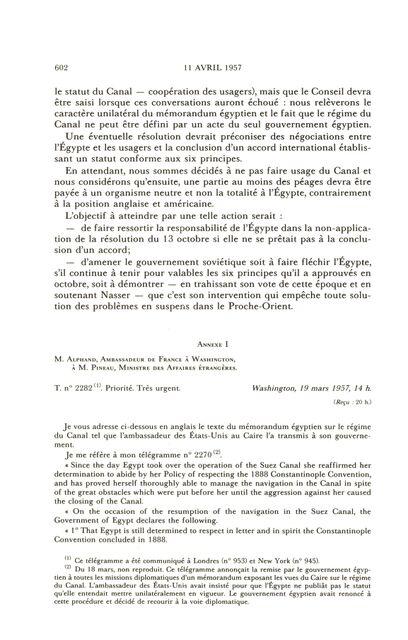 602 11 AVRIL 1957
le statut du Canal — coopération des usagers), mais que le Conseil devra
être saisi lorsque ces conversations auront échoué : nous relèverons le
caractère unilatéral du mémorandum égyptien et le fait que le régime du
Canal ne peut être défini par un acte du seul gouvernement égyptien.
Une éventuelle résolution devrait préconiser des négociations entre
l'Égypte et les usagers et la conclusion d'un accord international établis-
sant un statut conforme aux six principes.
En attendant, nous sommes décidés à ne pas faire usage du Canal et
nous considérons qu'ensuite, une partie au moins des péages devra être
payée à un organisme neutre et non la totalité à l'Égypte, contrairement
à la position anglaise et américaine.
L'objectif à atteindre par une telle action serait :
— de faire ressortir la responsabilité de l'Égypte dans la non-applica-
tion de la résolution du 13 octobre si elle ne se prêtait pas à la conclu-
sion d'un accord;
— d'amener le gouvernement soviétique soit à faire fléchir l'Égypte,
s'il continue à tenir pour valables les six principes qu'il a approuvés en
octobre, soit à démontrer — en trahissant son vote de cette époque et en
soutenant Nasser — que c'est son intervention qui empêche toute solu-
tion des problèmes en suspens dans le Proche-Orient.
ANNEXE I
M. ALPHAND, AMBASSADEUR DE FRANCE À WASHINGTON,
À M. PINEAU, MINISTRE DES AFFAIRES ÉTRANGÈRES.
T. n° 2282 (1). Priorité. Très urgent. Washington, 19 mars 1957, 14 h.
(Reçu : 20 h.)
Je vous adresse ci-dessous en anglais le texte du mémorandum égyptien sur le régime
du Canal tel que l'ambassadeur des États-Unis au Caire l'a transmis à son gouverne-
ment.
Je me réfère à mon télégramme n° 2270 (2).
« Since the day Egypt took over the operation of the Suez Canal she reaffirmed her
determination to abide by her Policy of respecting the 1888 Constantinople Convention,
and has proved herself thoroughly able to manage the navigation in the Canal in spite
of the great obstacles which were put before her until the aggression against her caused
the closing of the Canal.
« On the occasion of the resumption of the navigation in the Suez Canal, the
Government of Egypt declares the following.
« 1° That Egypt is still determined to respect in letter and in spirit the Constantinople
Convention concluded in 1888.
(1) Ce télégramme a été communiqué à Londres (n° 953) et New York (n° 945).
(2) Du 18 mars, non reproduit. Ce télégramme annonçait la remise par le gouvernement égyp-
tien à toutes les missions diplomatiques d'un mémorandum exposant les vues du Caire sur le régime
du Canal. L'ambassadeur des États-Unis avait insisté pour que l'Égypte ne publiât pas le statut
qu'elle entendait mettre unilatéralement en vigueur. Le gouvernement égyptien avait renoncé à
cette procédure et décidé de recourir à la voie diplomatique.